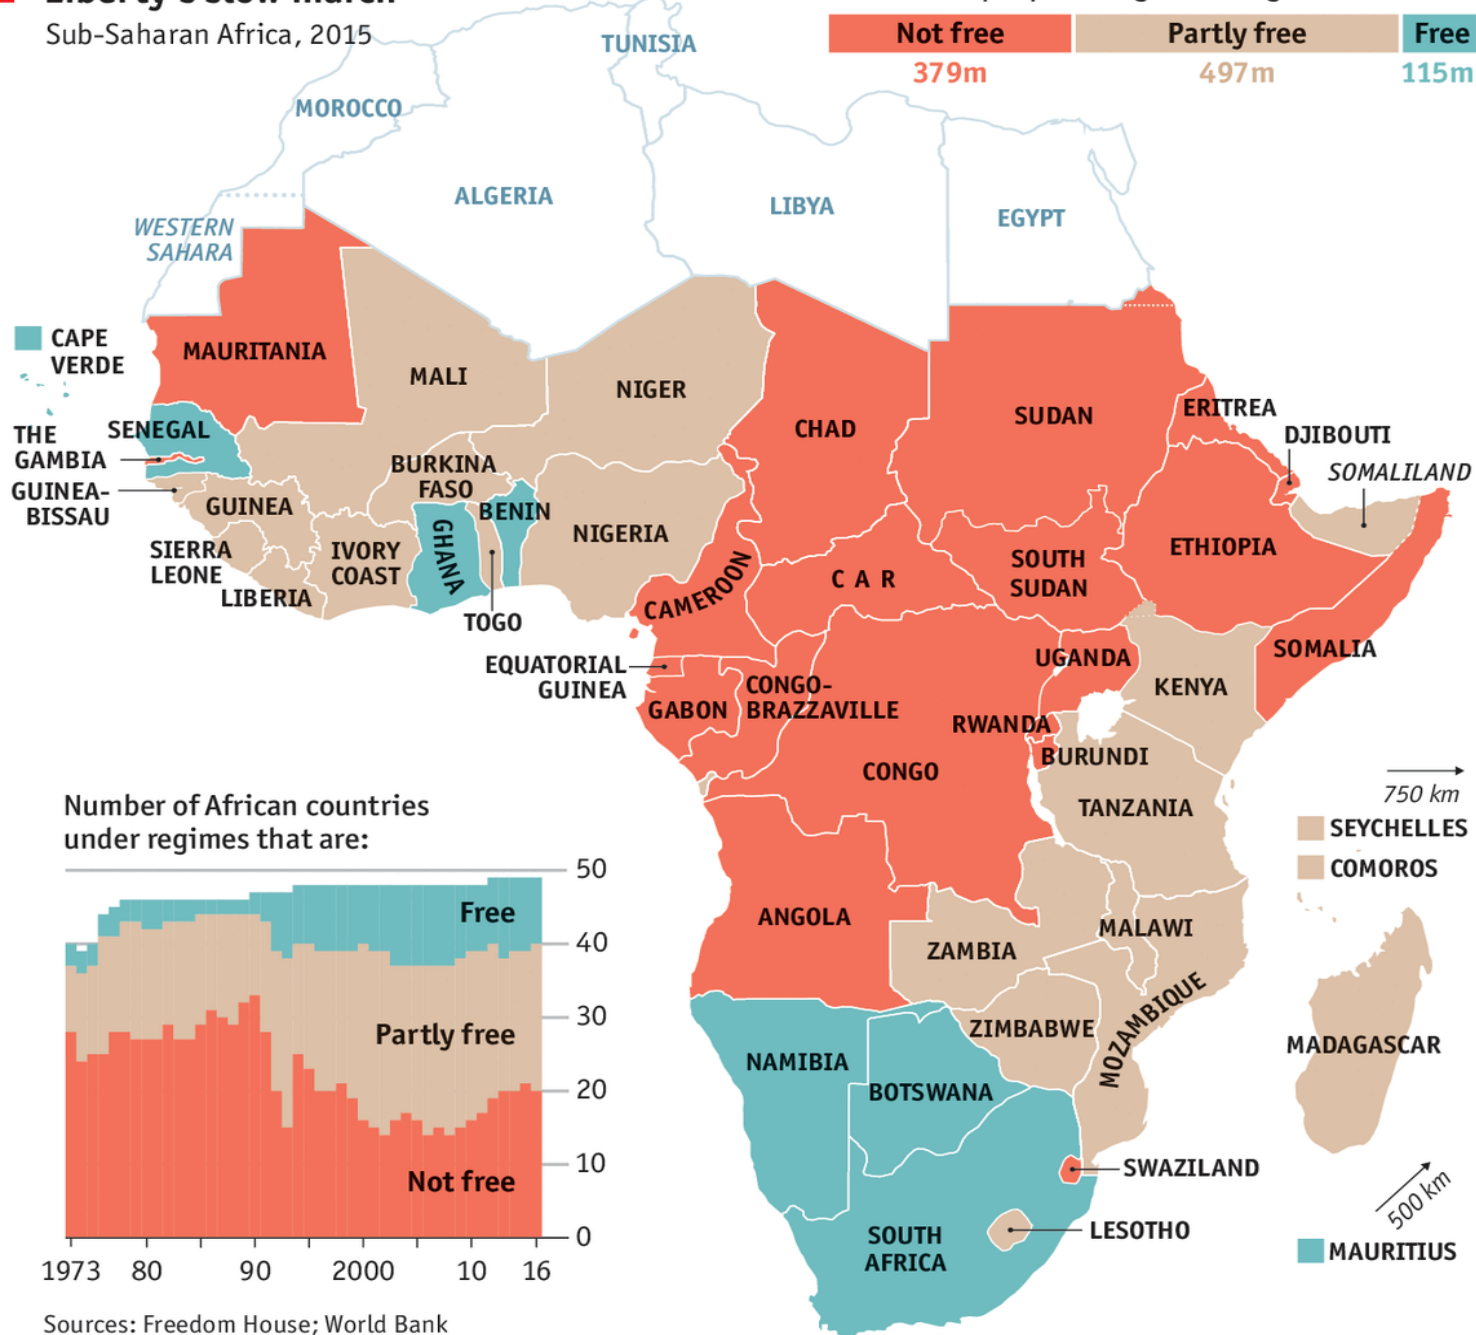 Liberty's slow march
Sub-Saharan Africa, 2015
Not free
Partly free
Free
379m
497m
115m
TUNISIA
MOROCCO
ALGERIA
LIBYA
EGYPT
WESTERN
SAHARA
CAPE
VERDE
MAURITANIA
MALI
NIGER
CHAD
SUDAN
ERITREA
DJIBOUTI
SOMALILAND
SENEGAL
THE
GAMBIA
GUINEA-
BISSAU
GUINEA
BURKINA
FASO
BENIN
GHANA
NIGERIA
SIERRA
LEONE
IVORY
COAST
LIBERIA
TOGO
CAMEROON
C A R
SOUTH
SUDAN
ETHIOPIA
SOMALIA
EQUATORIAL
GUINEA
GABON
CONGO-
BRAZZAVILLE
UGANDA
KENYA
RWANDA
BURUNDI
CONGO
TANZANIA
750 km
SEYCHELLES
COMOROS
ANGOLA
ZAMBIA
MALAWI
MOZAMBIQUE
ZIMBABWE
MADAGASCAR
NAMIBIA
BOTSWANA
SWAZILAND
LESOTHO
SOUTH
AFRICA
500 km
MAURITIUS
Number of African countries
under regimes that are:
50
Free
40
30
Partly free
20
10
Not free
0
1973 80 90 2000 10 16
Sources: Freedom House; World Bank